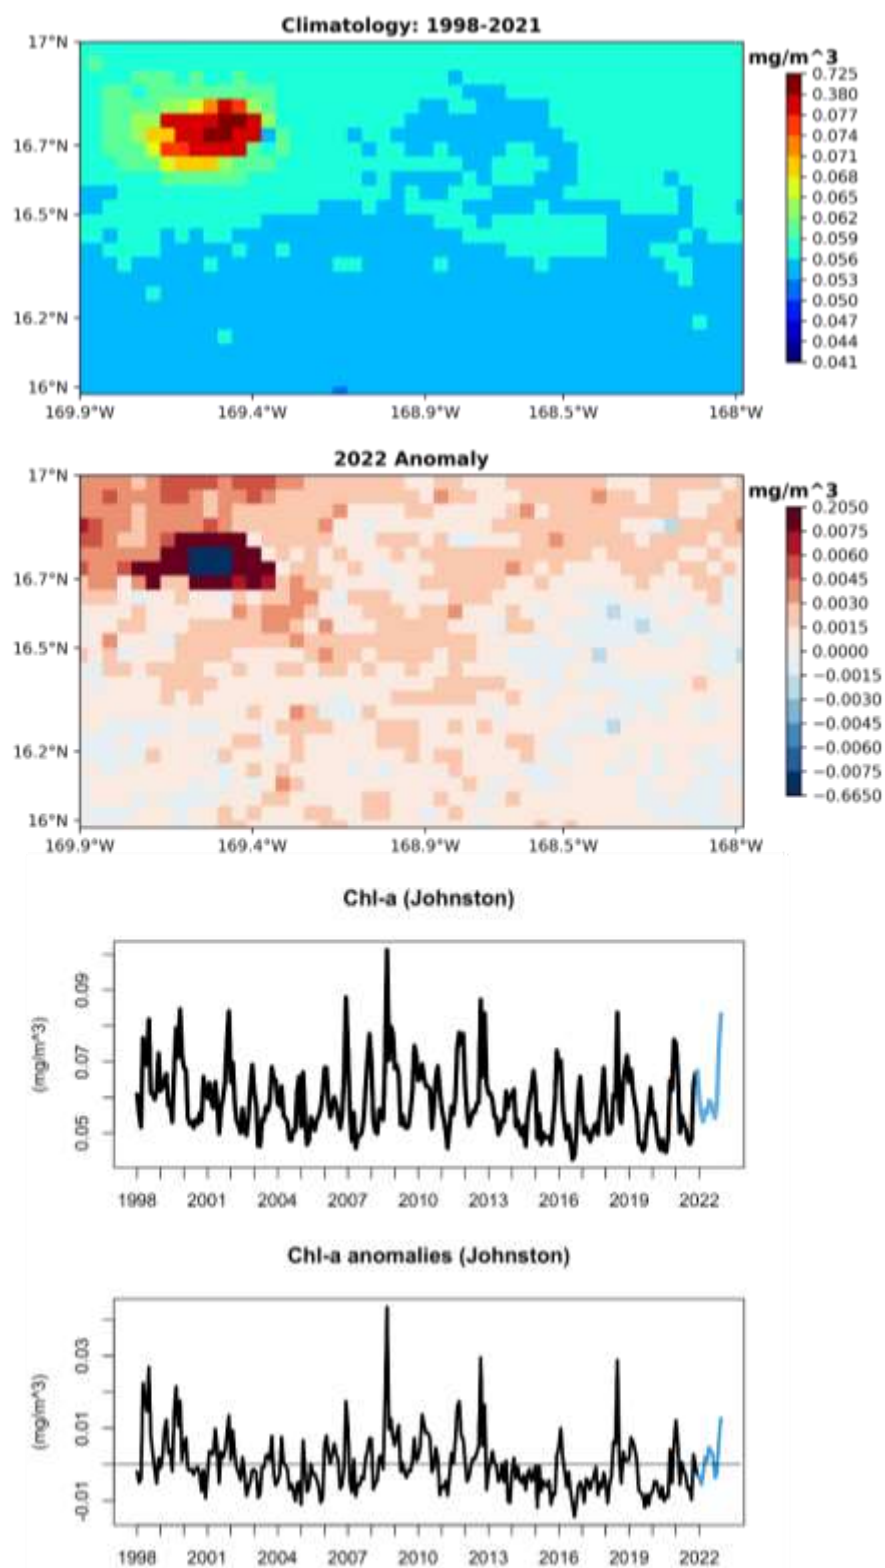 Climatology: 1998-2021
17°N
16.7°N
16.5°N
16.2°N
16°N
169.9°W 169.4°W 168.9°W 168.5°W 168°W
mg/m^3
0.725
0.380
0.077
0.074
0.071
0.068
0.065
0.062
0.059
0.056
0.053
0.050
0.047
0.044
0.041
2022 Anomaly
17°N
16.7°N
16.5°N
16.2°N
16°N
169.9°W 169.4°W 168.9°W 168.5°W 168°W
mg/m^3
0.2050
0.0075
0.0060
0.0045
0.0030
0.0015
0.0000
−0.0015
−0.0030
−0.0045
−0.0060
−0.0075
−0.6650
Chl-a (Johnston)
(mg/m^3)
0.09
0.07
0.05
1998 2001 2004 2007 2010 2013 2016 2019 2022
Chl-a anomalies (Johnston)
(mg/m^3)
0.03
0.01
-0.01
1998 2001 2004 2007 2010 2013 2016 2019 2022